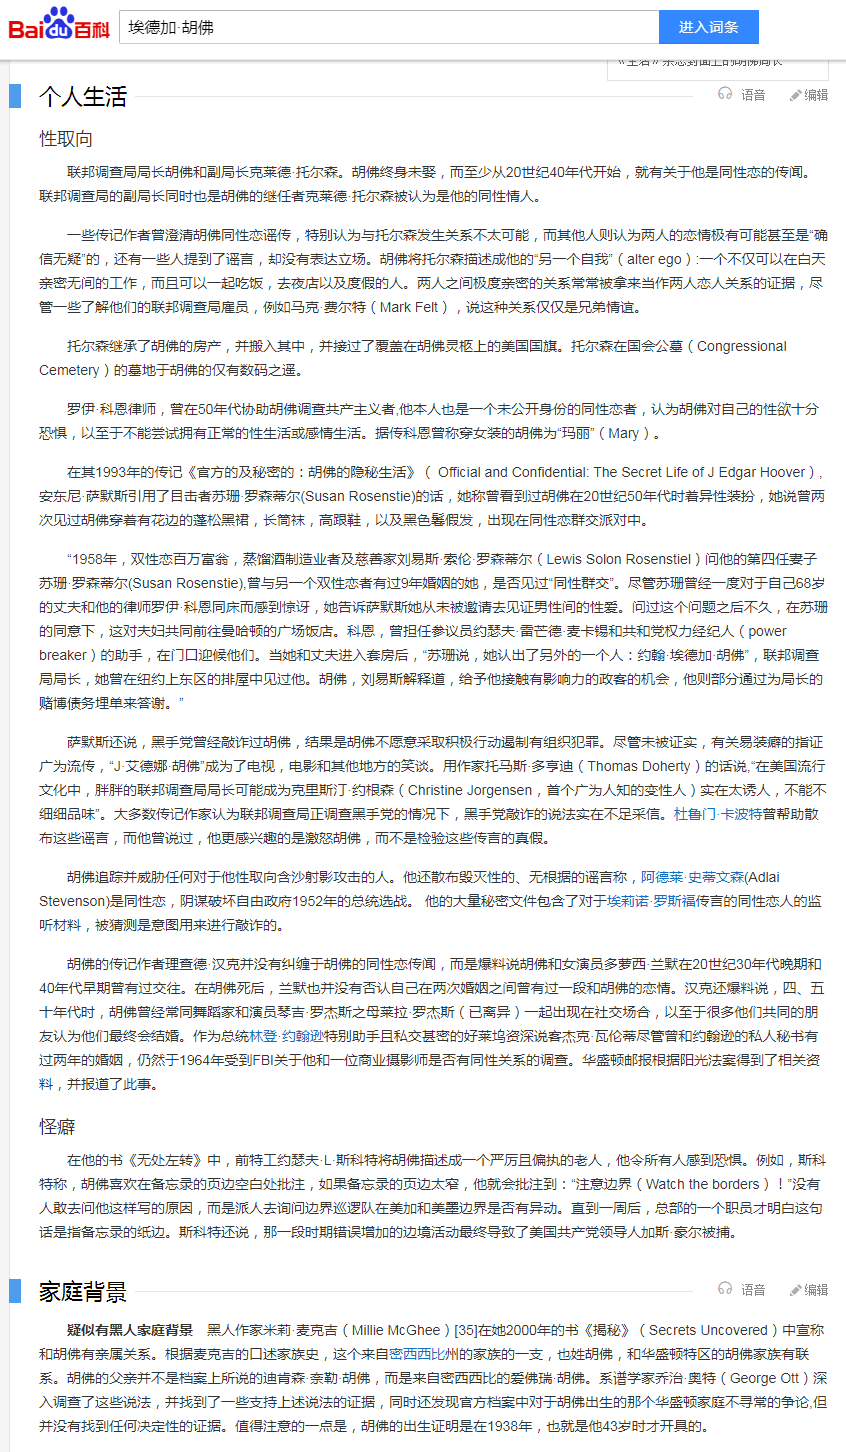 Bai du 百科
埃德加·胡佛
进入词条
《生活》杂志封面上的胡佛局长
个人生活
语音
编辑
性取向
联邦调查局局长胡佛和副局长克莱德·托尔森。胡佛终身未娶，而至少从20世纪40年代开始，就有关于他是同性恋的传闻。
联邦调查局的副局长同时也是胡佛的继任者克莱德·托尔森被认为是他的同性情人。
一些传记作者曾澄清胡佛同性恋谣传，特别认为与托尔森发生关系不太可能，而其他人则认为两人的恋情极有可能甚至是“确
信无疑”的，还有一些人提到了谣言，却没有表达立场。胡佛将托尔森描述成他的“另一个自我”（alter ego）:一个不仅可以在白天
亲密无间的工作，而且可以一起吃饭，去夜店以及度假的人。两人之间极度亲密的关系常常被拿来当作两人恋人关系的证据，尽
管一些了解他们的联邦调查局雇员，例如马克·费尔特（Mark Felt），说这种关系仅仅是兄弟情谊。
托尔森继承了胡佛的房产，并搬入其中，并接过了覆盖在胡佛灵柩上的美国国旗。托尔森在国会公墓（Congressional
Cemetery）的墓地于胡佛的仅有数码之遥。
罗伊·科恩律师，曾在50年代协助胡佛调查共产主义者,他本人也是一个未公开身份的同性恋者，认为胡佛对自己的性欲十分
恐惧，以至于不能尝试拥有正常的性生活或感情生活。据传科恩曾称穿女装的胡佛为“玛丽”（Mary）。
在其1993年的传记《官方的及秘密的：胡佛的隐秘生活》（ Official and Confidential: The Secret Life of J Edgar Hoover）,
安东尼·萨默斯引用了目击者苏珊·罗森蒂尔(Susan Rosenstie)的话，她称曾看到过胡佛在20世纪50年代时着异性装扮，她说曾两
次见过胡佛穿着有花边的蓬松黑裙，长筒袜，高跟鞋，以及黑色鬈假发，出现在同性恋群交派对中。
“1958年，双性恋百万富翁，蒸馏酒制造业者及慈善家刘易斯·索伦·罗森蒂尔（Lewis Solon Rosenstiel）问他的第四任妻子
苏珊·罗森蒂尔(Susan Rosenstie),曾与另一个双性恋者有过9年婚姻的她，是否见过“同性群交”。尽管苏珊曾经一度对于自己68岁
的丈夫和他的律师罗伊·科恩同床而感到惊讶，她告诉萨默斯她从未被邀请去见证男性间的性爱。问过这个问题之后不久，在苏珊
的同意下，这对夫妇共同前往曼哈顿的广场饭店。科恩，曾担任参议员约瑟夫·雷芒德·麦卡锡和共和党权力经纪人（power
breaker）的助手，在门口迎候他们。当她和丈夫进入套房后，“苏珊说，她认出了另外的一个人：约翰·埃德加·胡佛”，联邦调查
局局长，她曾在纽约上东区的排屋中见过他。胡佛，刘易斯解释道，给予他接触有影响力的政客的机会，他则部分通过为局长的
赌博债务埋单来答谢。”
萨默斯还说，黑手党曾经敲诈过胡佛，结果是胡佛不愿意采取积极行动遏制有组织犯罪。尽管未被证实，有关易装癖的指证
广为流传，“J·艾德娜·胡佛”成为了电视，电影和其他地方的笑谈。用作家托马斯·多亨迪（Thomas Doherty）的话说,“在美国流行
文化中，胖胖的联邦调查局局长可能成为克里斯汀·约根森（Christine Jorgensen，首个广为人知的变性人）实在太诱人，不能不
细细品味”。大多数传记作家认为联邦调查局正调查黑手党的情况下，黑手党敲诈的说法实在不足采信。杜鲁门·卡波特曾帮助散
布这些谣言，而他曾说过，他更感兴趣的是激怒胡佛，而不是检验这些传言的真假。
胡佛追踪并威胁任何对于他性取向含沙射影攻击的人。他还散布毁灭性的、无根据的谣言称，阿德莱·史蒂文森(Adlai
Stevenson)是同性恋，阴谋破坏自由政府1952年的总统选战。 他的大量秘密文件包含了对于埃莉诺·罗斯福传言的同性恋人的监
听材料，被猜测是意图用来进行敲诈的。
胡佛的传记作者理查德·汉克并没有纠缠于胡佛的同性恋传闻，而是爆料说胡佛和女演员多萝西·兰默在20世纪30年代晚期和
40年代早期曾有过交往。在胡佛死后，兰默也并没有否认自己在两次婚姻之间曾有过一段和胡佛的恋情。汉克还爆料说，四、五
十年代时，胡佛曾经常同舞蹈家和演员琴吉·罗杰斯之母莱拉·罗杰斯（已离异）一起出现在社交场合，以至于很多他们共同的朋
友认为他们最终会结婚。作为总统林登·约翰逊特别助手且私交甚密的好莱坞资深说客杰克·瓦伦蒂尽管曾和约翰逊的私人秘书有
过两年的婚姻，仍然于1964年受到FBI关于他和一位商业摄影师是否有同性关系的调查。华盛顿邮报根据阳光法案得到了相关资
料，并报道了此事。
怪癖
在他的书《无处左转》中，前特工约瑟夫·L·斯科特将胡佛描述成一个严厉且偏执的老人，他令所有人感到恐惧。例如，斯科
特称，胡佛喜欢在备忘录的页边空白处批注，如果备忘录的页边太窄，他就会批注到：“注意边界（Watch the borders）！”没有
人敢去问他这样写的原因，而是派人去询问边界巡逻队在美加和美墨边界是否有异动。直到一周后，总部的一个职员才明白这句
话是指备忘录的纸边。斯科特还说，那一段时期错误增加的边境活动最终导致了美国共产党领导人加斯·豪尔被捕。
家庭背景
语音
编辑
疑似有黑人家庭背景 黑人作家米莉·麦克吉（Millie McGhee）[35]在她2000年的书《揭秘》（Secrets Uncovered）中宣称
和胡佛有亲属关系。根据麦克吉的口述家族史，这个来自密西西比州的家族的一支，也姓胡佛，和华盛顿特区的胡佛家族有联
系。胡佛的父亲并不是档案上所说的迪肯森·奈勒·胡佛，而是来自密西西比的爱佛瑞·胡佛。系谱学家乔治·奥特（George Ott）深
入调查了这些说法，并找到了一些支持上述说法的证据，同时还发现官方档案中对于胡佛出生的那个华盛顿家庭不寻常的争论,但
并没有找到任何决定性的证据。值得注意的一点是，胡佛的出生证明是在1938年，也就是他43岁时才开具的。